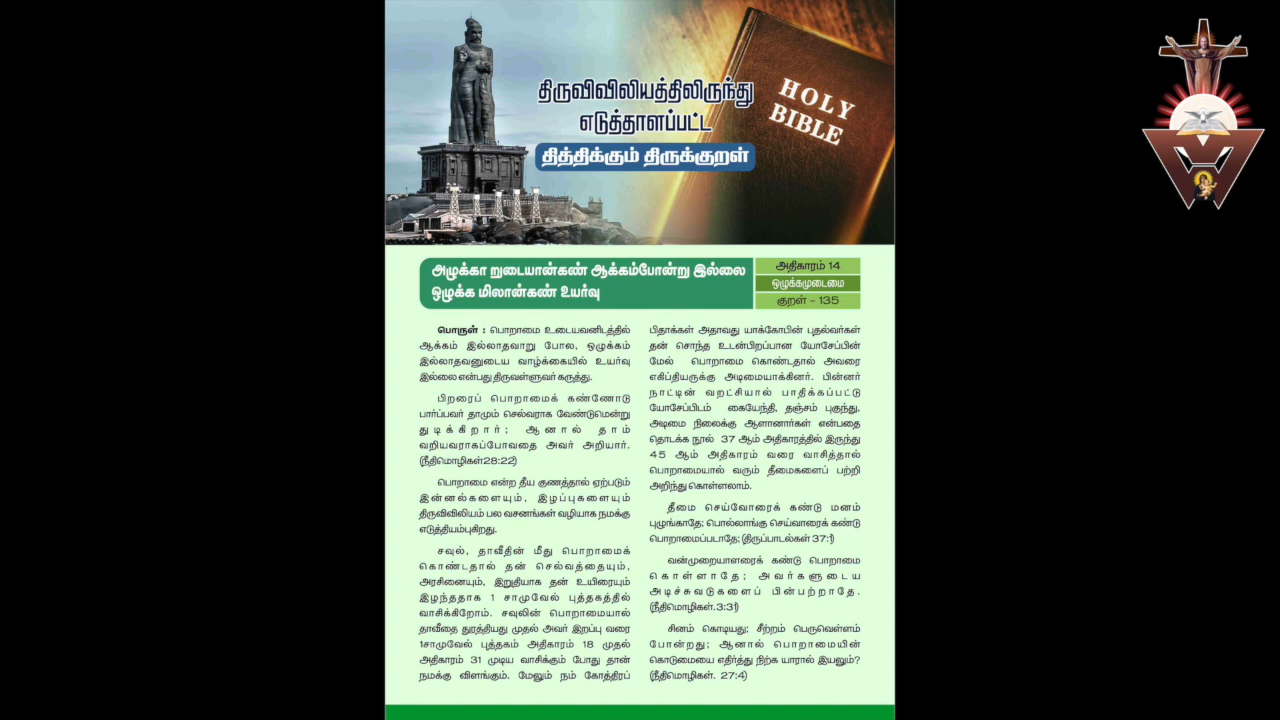 திருவிவிலியத்திலிருந்து
எடுத்தாளப்பட்ட
தித்திக்கும் திருக்குறள்
HOLY
BIBLE
அழுக்கா றுடையான்கண் ஆக்கம்போன்று இல்லை
ஒழுக்க மிலான்கண் உயர்வு
அதிகாரம் 14
ஒழுக்கமுடைமை
குறள் - 135
பொருள் : பொறாமை உடையவனிடத்தில்
ஆக்கம் இல்லாதவாறு போல, ஒழுக்கம்
இல்லாதவனுடைய வாழ்க்கையில் உயர்வு
இல்லை என்பது திருவள்ளுவர் கருத்து.
பிறரைப் பொறாமைக் கண்ணோடு
பார்ப்பவர் தாமும் செல்வராக வேண்டுமென்று
துடிக்கிறார்; ஆனால் தாம்
வறியவராகப்போவதை அவர் அறியார்.
(நீதிமொழிகள்28:22)
பொறாமை என்ற தீய குணத்தால் ஏற்படும்
இன்னல்களையும், இழப்புகளையும்
திருவிவிலியம் பல வசனங்கள் வழியாக நமக்கு
எடுத்தியம்புகிறது.
சவுல், தாவீதின் மீது பொறாமைக்
கொண்டதால் தன் செல்வத்தையும்,
அரசினையும், இறுதியாக தன் உயிரையும்
இழந்ததாக 1 சாமுவேல் புத்தகத்தில்
வாசிக்கிறோம். சவுலின் பொறாமையால்
தாவீதை துரத்தியது முதல் அவர் இறப்பு வரை
1சாமுவேல் புத்தகம் அதிகாரம் 18 முதல்
அதிகாரம் 31 முடிய வாசிக்கும் போது தான்
நமக்கு விளங்கும். மேலும் நம் கோத்திரப்
பிதாக்கள் அதாவது யாக்கோபின் புதல்வர்கள்
தன் சொந்த உடன்பிறப்பான யோசேப்பின்
மேல் பொறாமை கொண்டதால் அவரை
எகிப்தியருக்கு அடிமையாக்கினர். பின்னர்
நாட்டின் வறட்சியால் பாதிக்கப்பட்டு
யோசேப்பிடம் கையேந்தி, தஞ்சம் புகுந்து,
அடிமை நிலைக்கு ஆளானார்கள் என்பதை
தொடக்க நூல் 37 ஆம் அதிகாரத்தில் இருந்து
45 ஆம் அதிகாரம் வரை வாசித்தால்
பொறாமையால் வரும் தீமைகளைப் பற்றி
அறிந்து கொள்ளலாம்.
தீமை செய்வோரைக் கண்டு மனம்
புழுங்காதே; பொல்லாங்கு செய்வாரைக் கண்டு
பொறாமைப்படாதே; (திருப்பாடல்கள் 37:1)
வன்முறையாளரைக் கண்டு பொறாமை
கொள்ளாதே; அவர்களுடைய
அடிச்சுவடுகளைப் பின்பற்றாதே.
(நீதிமொழிகள்.3:31)
சினம் கொடியது; சீற்றம் பெருவெள்ளம்
போன்றது; ஆனால் பொறாமையின்
கொடுமையை எதிர்த்து நிற்க யாரால் இயலும்?
(நீதிமொழிகள். 27:4)